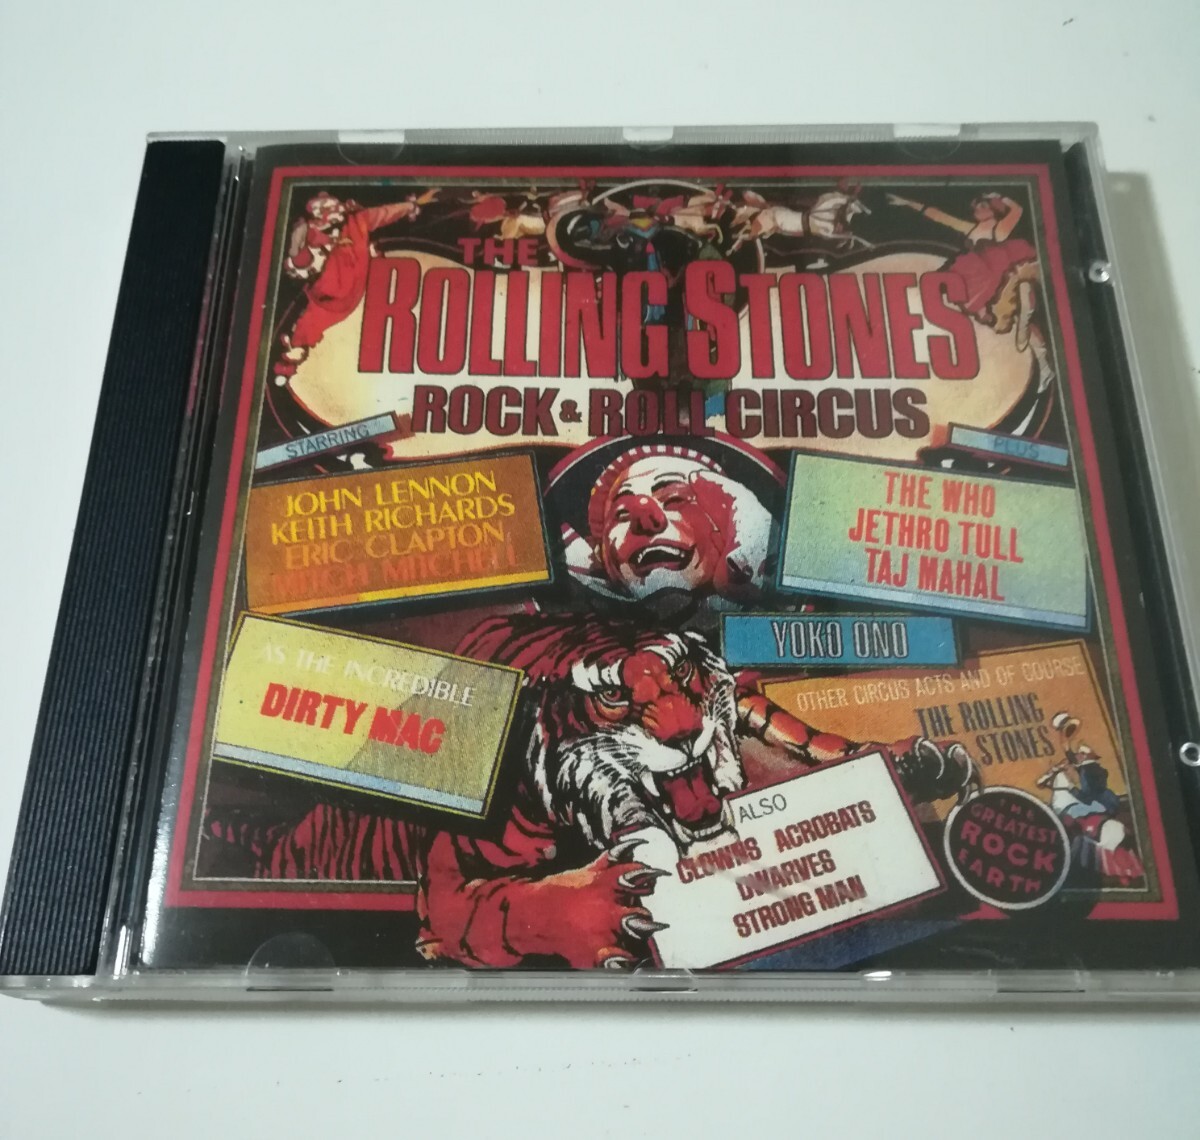 THE
ROLLING STONES
ROCK & ROLL CIRCUS
STARRING
JOHN LENNON
KEITH RICHARDS
ERIC CLAPTON
MITCH MITCHELL
AS THE INCREDIBLE
DIRTY MAC
PLUS
THE WHO
JETHRO TULL
TAJ MAHAL
YOKO ONO
OTHER CIRCUS ACTS AND OF COURSE
THE ROLLING
STONES
ALSO
CLOWNS ACROBATS
DWARVES
STRONG MAN
THE
GREATEST
ROCK
EARTH